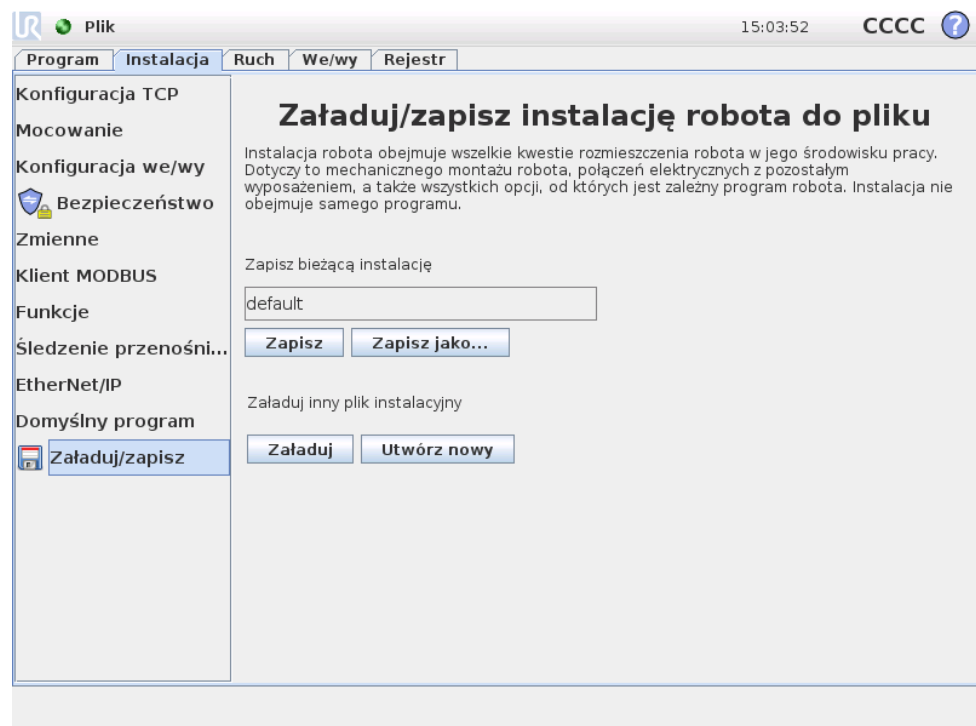 UR Plik 15:03:52 CCCC ?
Program Instalacja Ruch We/wy Rejestr
Konfiguracja TCP
Mocowanie
Konfiguracja we/wy
Bezpieczeństwo
Zmienne
Klient MODBUS
Funkcje
Śledzenie przenośni...
EtherNet/IP
Domyślny program
Załaduj/zapisz
Załaduj/zapisz instalację robota do pliku
Instalacja robota obejmuje wszelkie kwestie rozmieszczenia robota w jego środowisku pracy.
Dotyczy to mechanicznego montażu robota, połączeń elektrycznych z pozostałym
wyposażeniem, a także wszystkich opcji, od których jest zależny program robota. Instalacja nie
obejmuje samego programu.
Zapisz bieżącą instalację
default
Zapisz Zapisz jako...
Załaduj inny plik instalacyjny
Załaduj Utwórz nowy